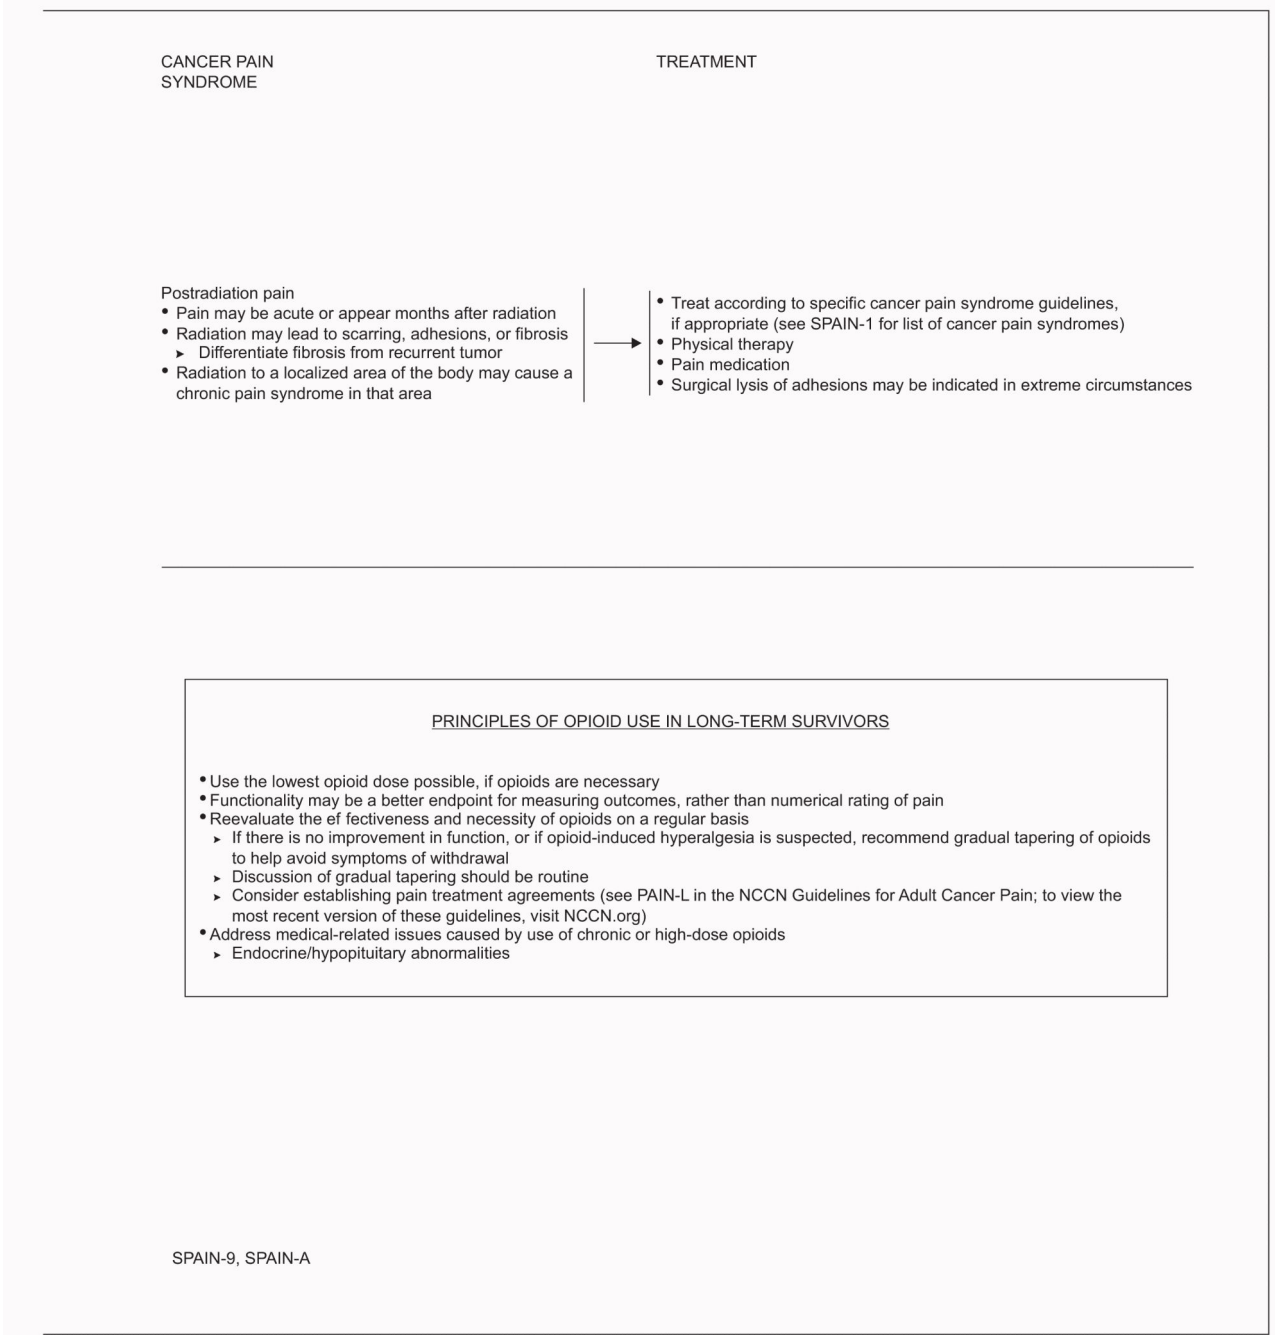 CANCER PAIN
SYNDROME
TREATMENT
Postradiation pain
• Pain may be acute or appear months after radiation
• Radiation may lead to scarring, adhesions, or fibrosis
➤ Differentiate fibrosis from recurrent tumor
• Radiation to a localized area of the body may cause a
chronic pain syndrome in that area
• Treat according to specific cancer pain syndrome guidelines,
if appropriate (see SPAIN-1 for list of cancer pain syndromes)
• Physical therapy
• Pain medication
• Surgical lysis of adhesions may be indicated in extreme circumstances
PRINCIPLES OF OPIOID USE IN LONG-TERM SURVIVORS
• Use the lowest opioid dose possible, if opioids are necessary
• Functionality may be a better endpoint for measuring outcomes, rather than numerical rating of pain
• Reevaluate the ef fectiveness and necessity of opioids on a regular basis
➤ If there is no improvement in function, or if opioid-induced hyperalgesia is suspected, recommend gradual tapering of opioids
to help avoid symptoms of withdrawal
➤ Discussion of gradual tapering should be routine
➤ Consider establishing pain treatment agreements (see PAIN-L in the NCCN Guidelines for Adult Cancer Pain; to view the
most recent version of these guidelines, visit NCCN.org)
• Address medical-related issues caused by use of chronic or high-dose opioids
➤ Endocrine/hypopituitary abnormalities
SPAIN-9, SPAIN-A